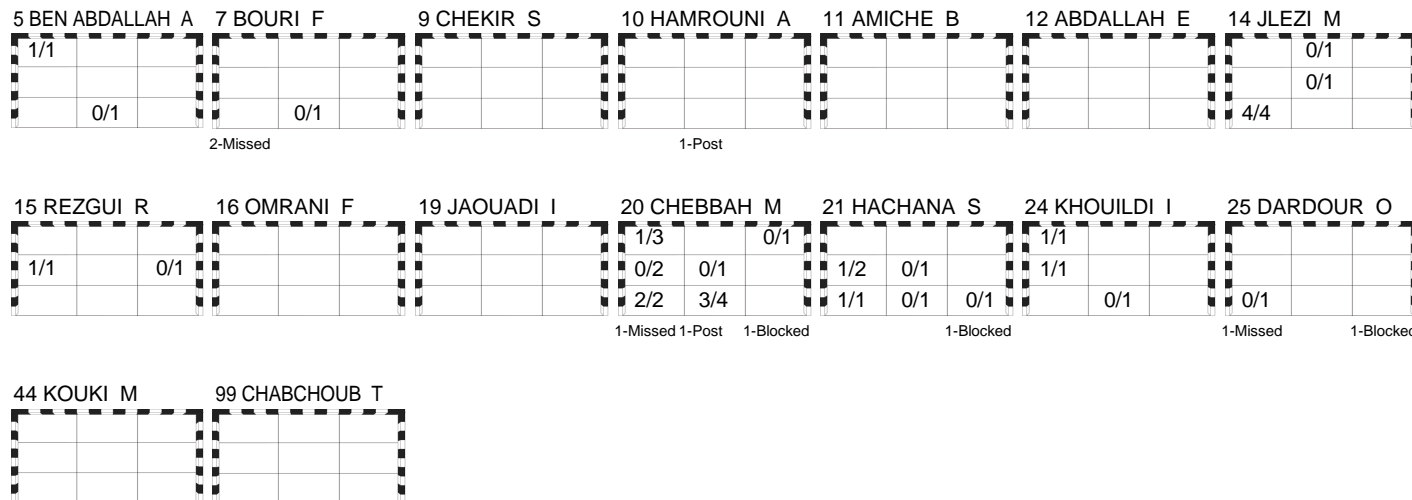 5 BEN ABDALLAH A 7 BOURI F 9 CHEKIR S 10 HAMROUNI A 11 AMICHE B 12 ABDALLAH E 14 JLEZI M
1/1 0/1
0/1
0/1 0/1 4/4
2-Missed 1-Post
15 REZGUI R 16 OMRANI F 19 JAOUADI I 20 CHEBBAH M 21 HACHANA S 24 KHOUILDI I 25 DARDOUR O
1/3 0/1 1/1
1/1 0/1 0/2 0/1 1/2 0/1 1/1
2/2 3/4 1/1 0/1 0/1 0/1 0/1
1-Missed 1-Post 1-Blocked 1-Blocked 1-Missed 1-Blocked
44 KOUKI M 99 CHABCHOUB T